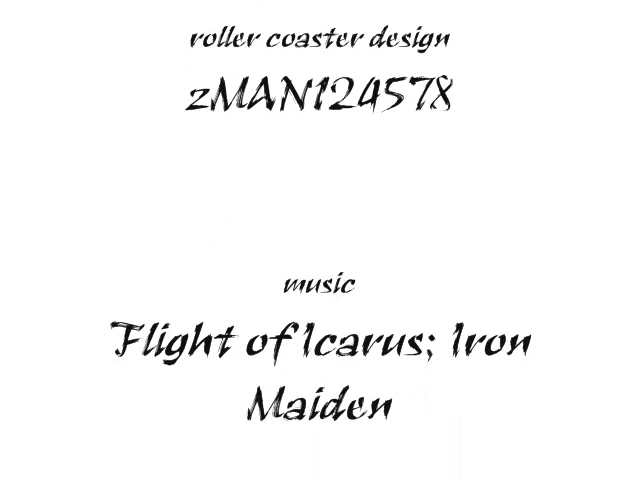 roller coaster design
zMAN124578
music
Flight of Icarus; Iron
Maiden